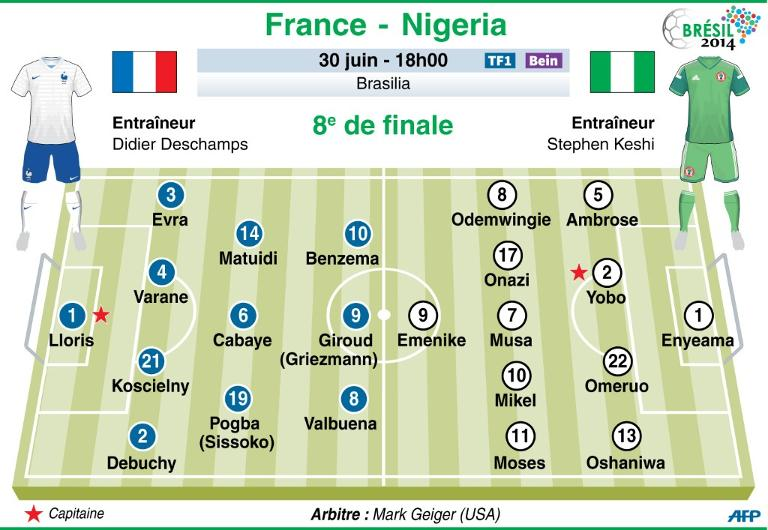 France - Nigeria
BRÉSIL
2014
30 juin - 18h00 TF1 Bein
Brasilia
Entraîneur
Didier Deschamps
8e de finale
Entraîneur
Stephen Keshi
3
Evra
14
Matuidi
10
Benzema
4
Varane
1
Lloris
6
Cabaye
9
Giroud
(Griezmann)
21
Koscielny
19
Pogba
(Sissoko)
8
Valbuena
2
Debuchy
8
Odemwingie
5
Ambrose
17
Onazi
2
Yobo
9
Emenike
7
Musa
1
Enyeama
10
Mikel
22
Omeruo
11
Moses
13
Oshaniwa
Capitaine
Arbitre : Mark Geiger (USA)
AFP